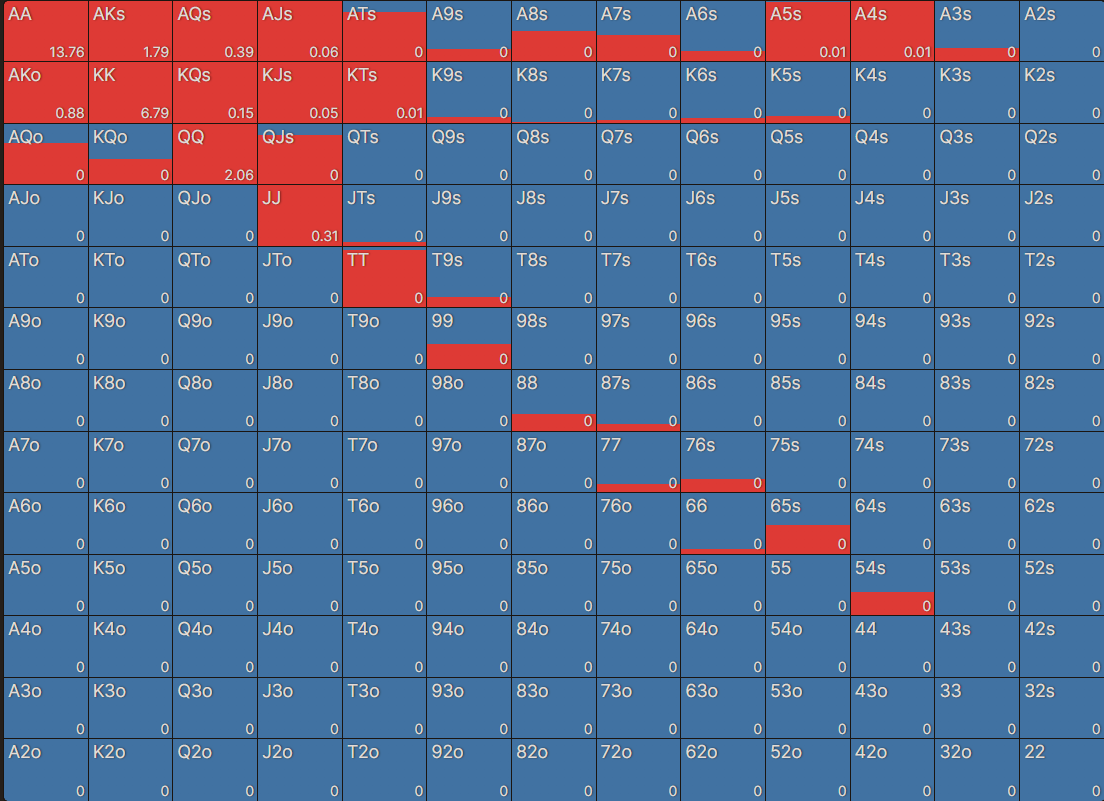 AA AKs AQs AJs ATs A9s A8s A7s A6s A5s A4s A3s A2s
13.76 1.79 0.39 0.06 0 0 0 0 0 0.01 0.01 0 0
AKo KK KQs KJs KTs K9s K8s K7s K6s K5s K4s K3s K2s
0.88 6.79 0.15 0.05 0.01 0 0 0 0 0 0 0 0
AQo KQo QQ QJs QTs Q9s Q8s Q7s Q6s Q5s Q4s Q3s Q2s
0 0 2.06 0 0 0 0 0 0 0 0 0 0
AJo KJo QJo JJ JTs J9s J8s J7s J6s J5s J4s J3s J2s
0 0 0 0.31 0 0 0 0 0 0 0 0 0
ATo KTo QTo JTo TT T9s T8s T7s T6s T5s T4s T3s T2s
0 0 0 0 0 0 0 0 0 0 0 0 0
A9o K9o Q9o J9o T9o 99 98s 97s 96s 95s 94s 93s 92s
0 0 0 0 0 0 0 0 0 0 0 0 0
A8o K8o Q8o J8o T8o 98o 88 87s 86s 85s 84s 83s 82s
0 0 0 0 0 0 0 0 0 0 0 0 0
A7o K7o Q7o J7o T7o 97o 87o 77 76s 75s 74s 73s 72s
0 0 0 0 0 0 0 0 0 0 0 0 0
A6o K6o Q6o J6o T6o 96o 86o 76o 66 65s 64s 63s 62s
0 0 0 0 0 0 0 0 0 0 0 0 0
A5o K5o Q5o J5o T5o 95o 85o 75o 65o 55 54s 53s 52s
0 0 0 0 0 0 0 0 0 0 0 0 0
A4o K4o Q4o J4o T4o 94o 84o 74o 64o 54o 44 43s 42s
0 0 0 0 0 0 0 0 0 0 0 0 0
A3o K3o Q3o J3o T3o 93o 83o 73o 63o 53o 43o 33 32s
0 0 0 0 0 0 0 0 0 0 0 0 0
A2o K2o Q2o J2o T2o 92o 82o 72o 62o 52o 42o 32o 22
0 0 0 0 0 0 0 0 0 0 0 0 0